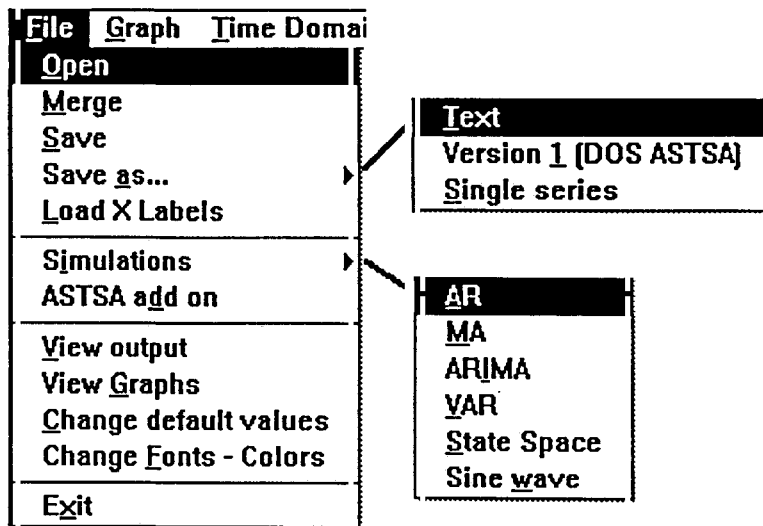 File Graph Time Domai
Open
Merge
Save
Save as...
Load X Labels
Simulations
ASTSA add on
View output
View Graphs
Change default values
Change Fonts - Colors
Exit
Text
Version 1 (DOS ASTSA)
Single series
AR
MA
ARIMA
VAR
State Space
Sine wave